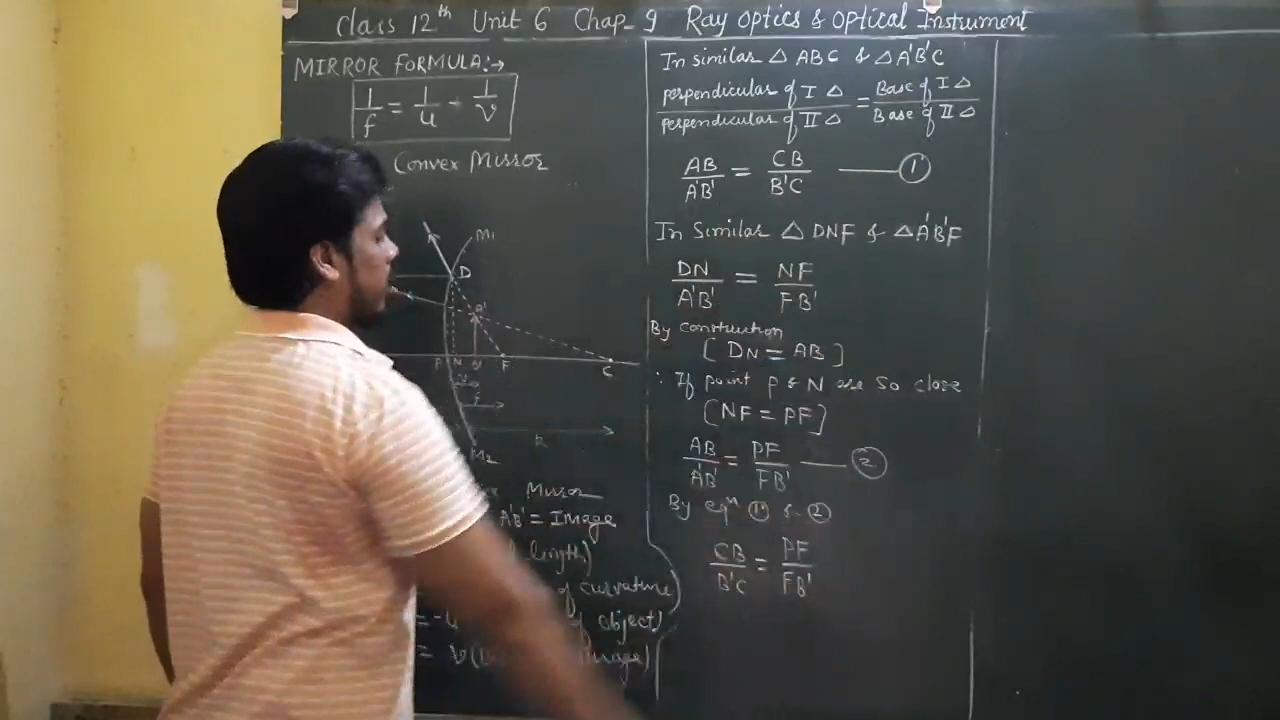 Class 12th Unit 6 Chap-9 Ray optics & optical Instrument
MIRROR FORMULA:→
1/f = 1/u + 1/v
Convex Mirror
M1
D
A'
P N B' F C
f
R
M2
Mirror
A'B' = Image
length)
of curvature)
= -u of object)
= v( image)
In similar △ ABC & △A'B'C
perpendicular of I △ / perpendicular of II △ = Base of I △ / Base of II △
AB/A'B' = CB/B'C —— ①
In Similar △ DNF & △A'B'F
DN/A'B' = NF/FB'
By construction
[ DN = AB ]
∴ If point P & N are so close
[NF = PF]
AB/A'B' = PF/FB' —— ②
By eqn ① & ②
CB/B'C = PF/FB'